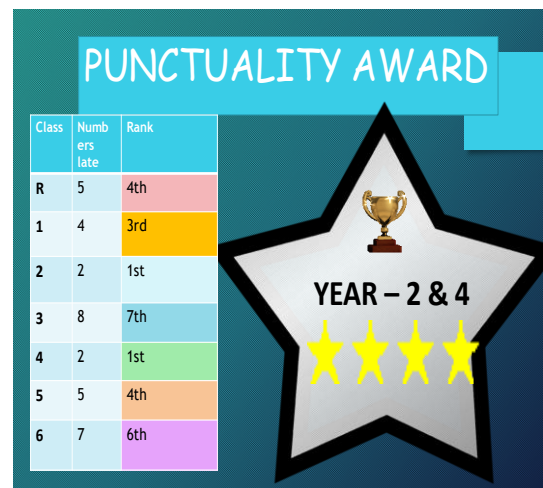 PUNCTUALITY AWARD
Class Numb Rank
ers
late
R 5 4th
1 4 3rd
2 2 1st
3 8 7th
4 2 1st
5 5 4th
6 7 6th
YEAR – 2 & 4